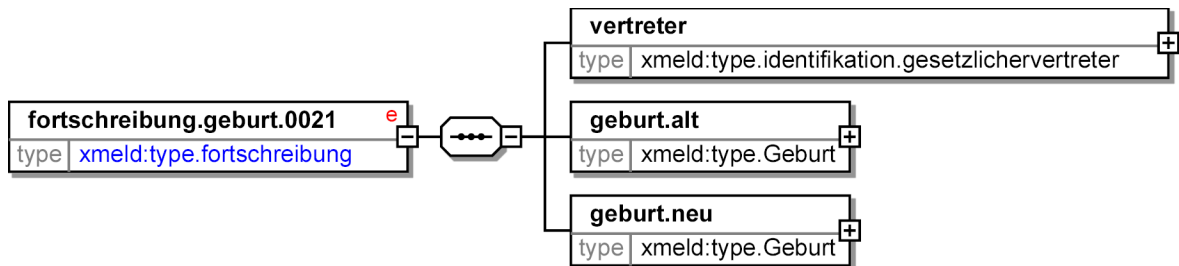 fortschreibung.geburt.0021 e
type xmeld:type.fortschreibung
vertreter
type xmeld:type.identifikation.gesetzlichervertreter
geburt.alt
type xmeld:type.Geburt
geburt.neu
type xmeld:type.Geburt